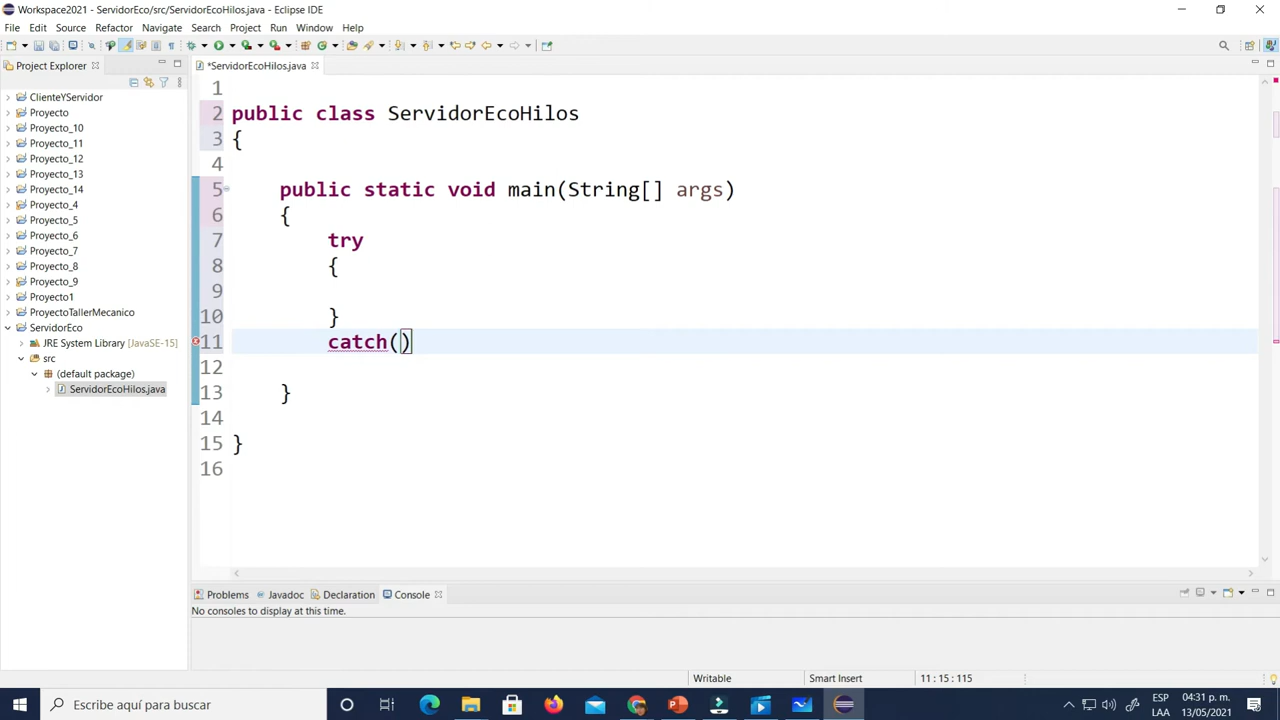 Workspace2021 - ServidorEco/src/ServidorEcoHilos.java - Eclipse IDE
File Edit Source Refactor Navigate Search Project Run Window Help
Project Explorer
*ServidorEcoHilos.java
ClienteYServidor
Proyecto
Proyecto_10
Proyecto_11
Proyecto_12
Proyecto_13
Proyecto_14
Proyecto_4
Proyecto_5
Proyecto_6
Proyecto_7
Proyecto_8
Proyecto_9
Proyecto1
ProyectoTallerMecanico
ServidorEco
JRE System Library [JavaSE-15]
src
(default package)
ServidorEcoHilos.java
1
2 public class ServidorEcoHilos
3 {
4
5 public static void main(String[] args)
6 {
7 try
8 {
9
10 }
11 catch()
12
13 }
14
15 }
16
Problems Javadoc Declaration Console
No consoles to display at this time.
Writable Smart Insert 11 : 15 : 115
Escribe aquí para buscar
ESP
LAA
04:31 p. m.
13/05/2021